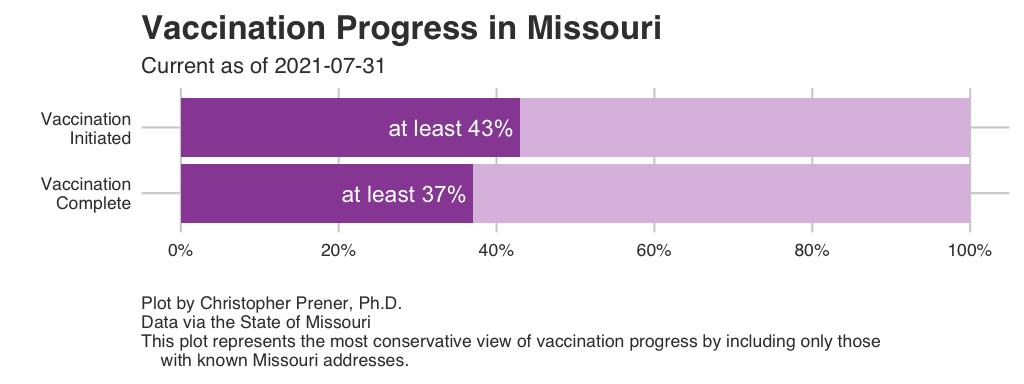 Vaccination Progress in Missouri
Current as of 2021-07-31
Vaccination
Initiated
at least 43%
Vaccination
Complete
at least 37%
0% 20% 40% 60% 80% 100%
Plot by Christopher Prener, Ph.D.
Data via the State of Missouri
This plot represents the most conservative view of vaccination progress by including only those
with known Missouri addresses.